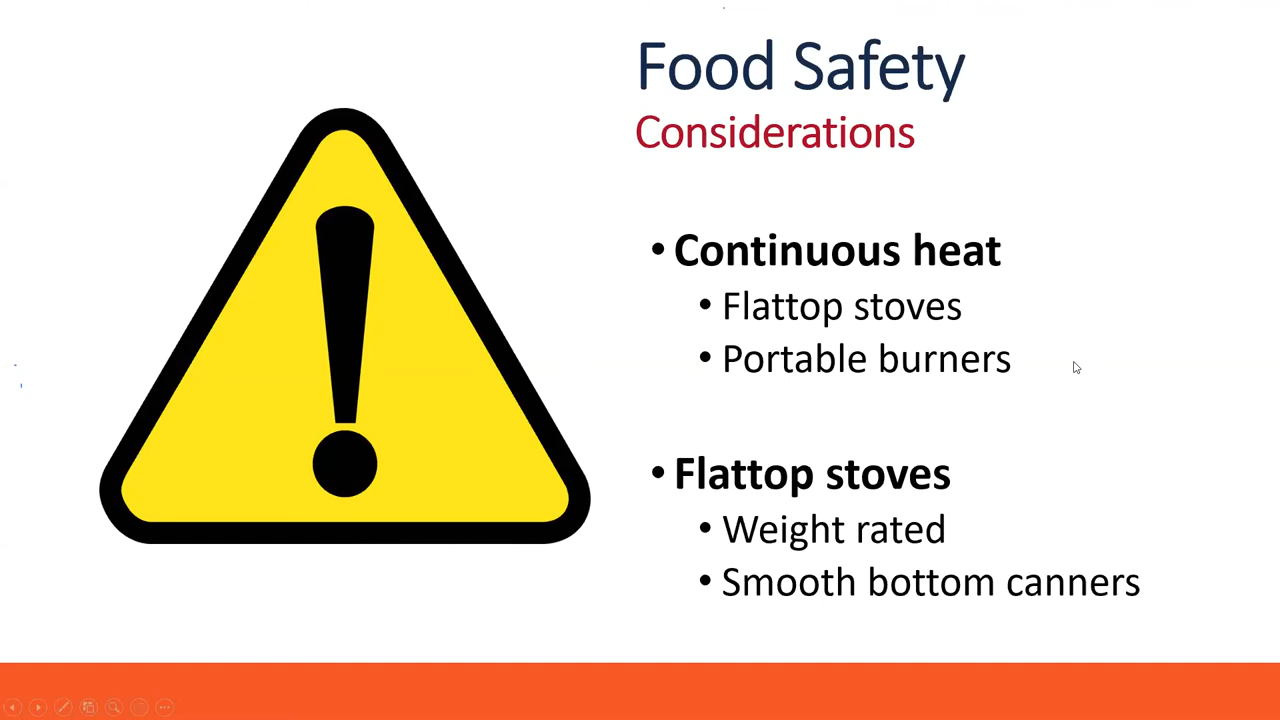 Food Safety
Considerations
• Continuous heat
• Flattop stoves
• Portable burners
• Flattop stoves
• Weight rated
• Smooth bottom canners